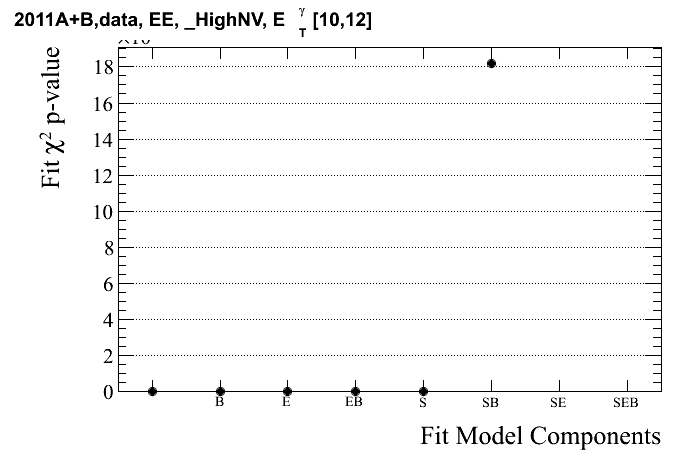 2011A+B,data, EE, _HighNV, E γ T [10,12]
Fit χ² p-value
18
16
14
12
10
8
6
4
2
0
B E EB S SB SE SEB
Fit Model Components